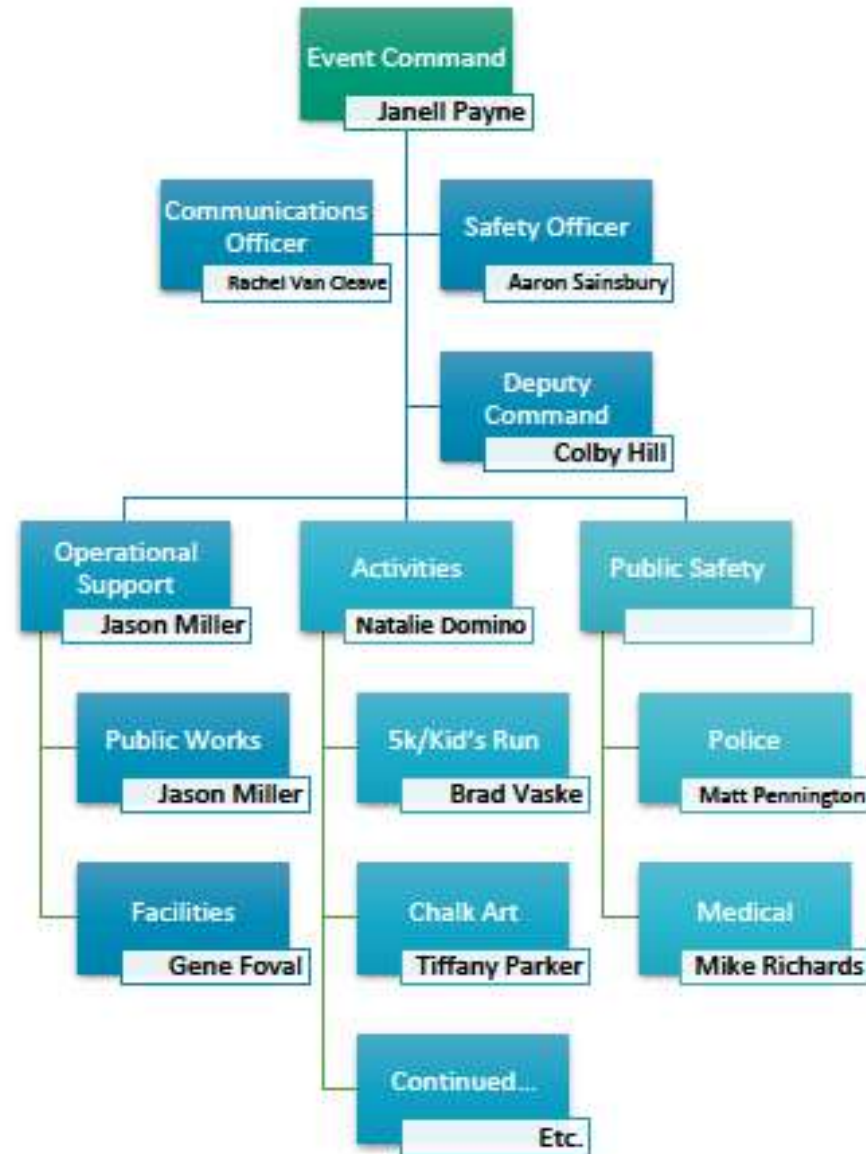 Event Command
Janell Payne
Communications
Officer
Rachel Van Cleave
Safety Officer
Aaron Sainsbury
Deputy
Command
Colby Hill
Operational
Support
Jason Miller
Activities
Natalie Domino
Public Safety
Public Works
Jason Miller
5k/Kid's Run
Brad Vaske
Police
Matt Pennington
Facilities
Gene Foval
Chalk Art
Tiffany Parker
Medical
Mike Richards
Continued...
Etc.